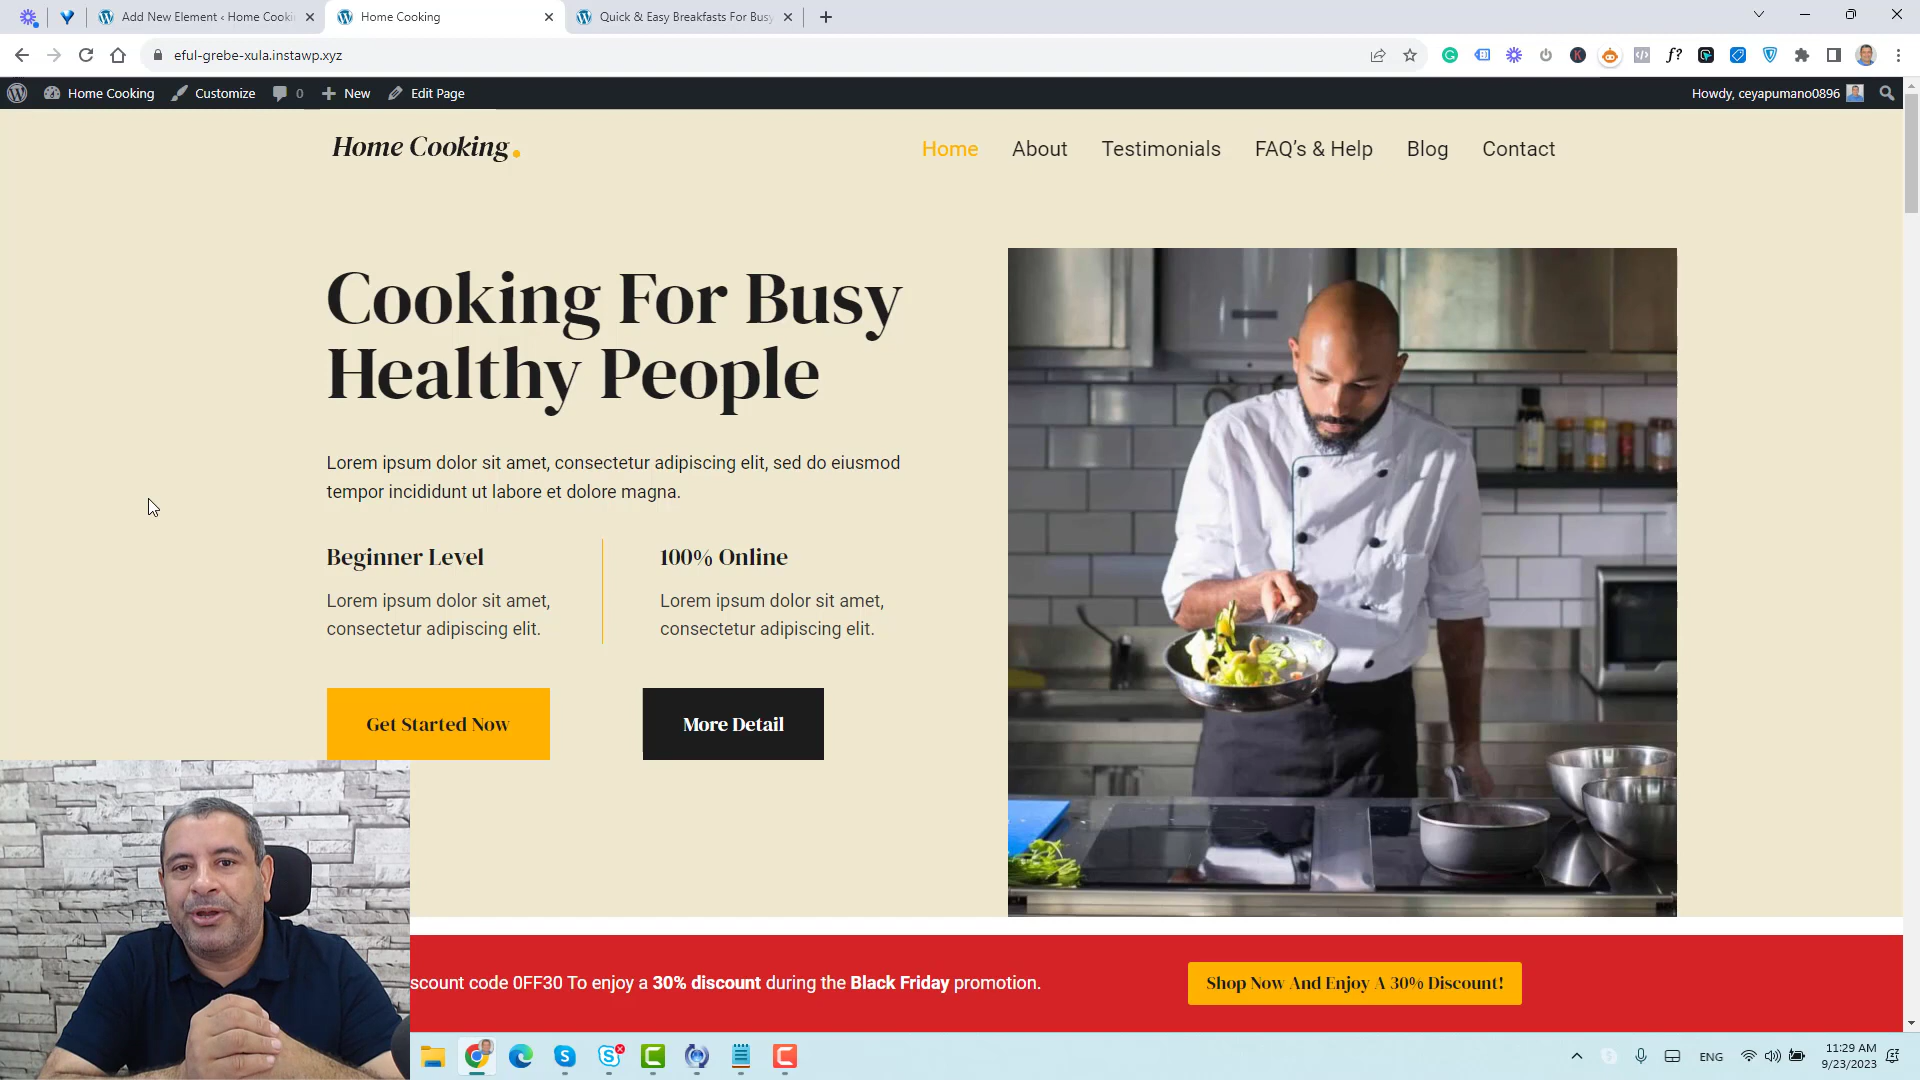 Add New Element ‹ Home Cooki
Home Cooking
Quick & Easy Breakfasts For Busy
eful-grebe-xula.instawp.xyz
Home Cooking
Customize
0
New
Edit Page
Howdy, ceyapumano0896
Home Cooking.
Home
About
Testimonials
FAQ's & Help
Blog
Contact
Cooking For Busy
Healthy People
Lorem ipsum dolor sit amet, consectetur adipiscing elit, sed do eiusmod
tempor incididunt ut labore et dolore magna.
Beginner Level
Lorem ipsum dolor sit amet,
consectetur adipiscing elit.
100% Online
Lorem ipsum dolor sit amet,
consectetur adipiscing elit.
Get Started Now
More Detail
scount code 0FF30 To enjoy a 30% discount during the Black Friday promotion.
Shop Now And Enjoy A 30% Discount!
ENG
11:29 AM
9/23/2023